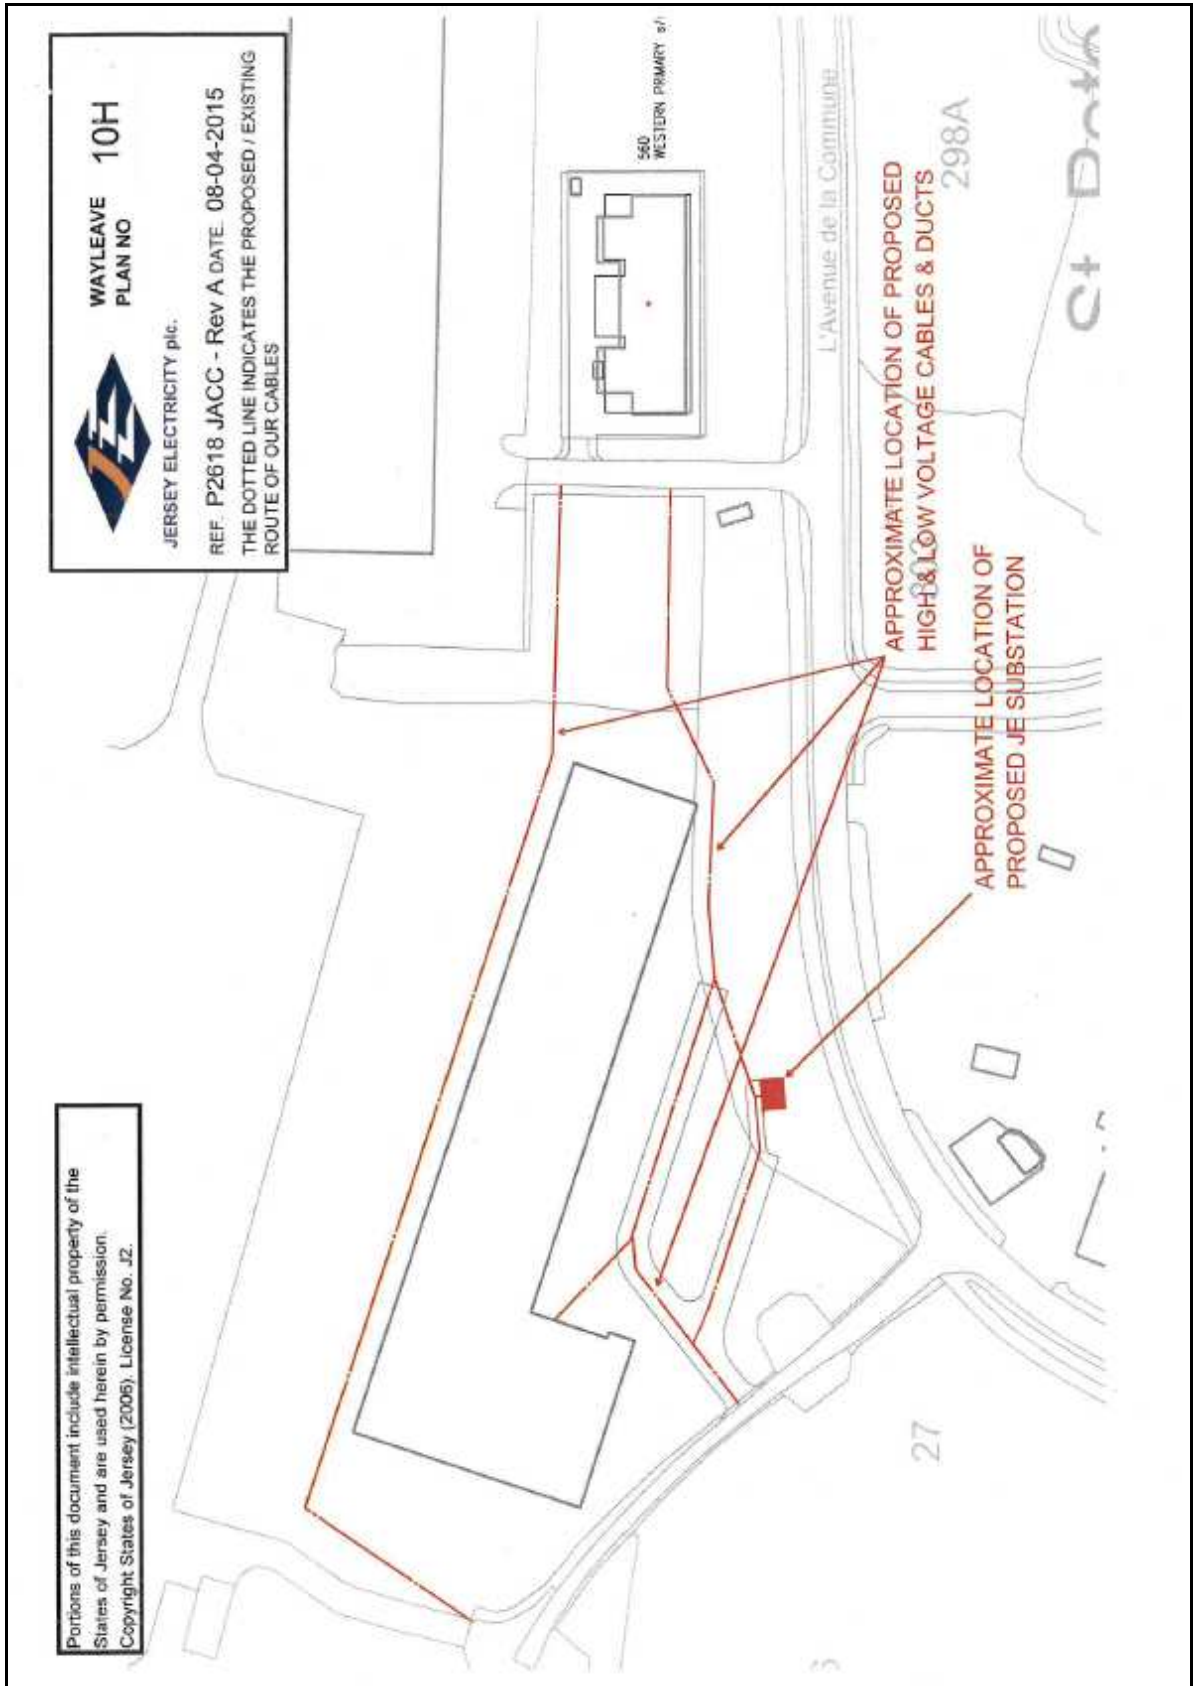 Portions of this document include intellectual property of the
States of Jersey and are used herein by permission.
Copyright States of Jersey (2006). License No. J2.
WAYLEAVE
PLAN NO
10H
JERSEY ELECTRICITY plc.
REF. P2618 JACC - Rev A DATE. 08-04-2015
THE DOTTED LINE INDICATES THE PROPOSED / EXISTING
ROUTE OF OUR CABLES
560
WESTERN PRIMARY s/
L'Avenue de la Commune
APPROXIMATE LOCATION OF PROPOSED
HIGH & LOW VOLTAGE CABLES & DUCTS
298A
302
APPROXIMATE LOCATION OF
PROPOSED JE SUBSTATION
27
St